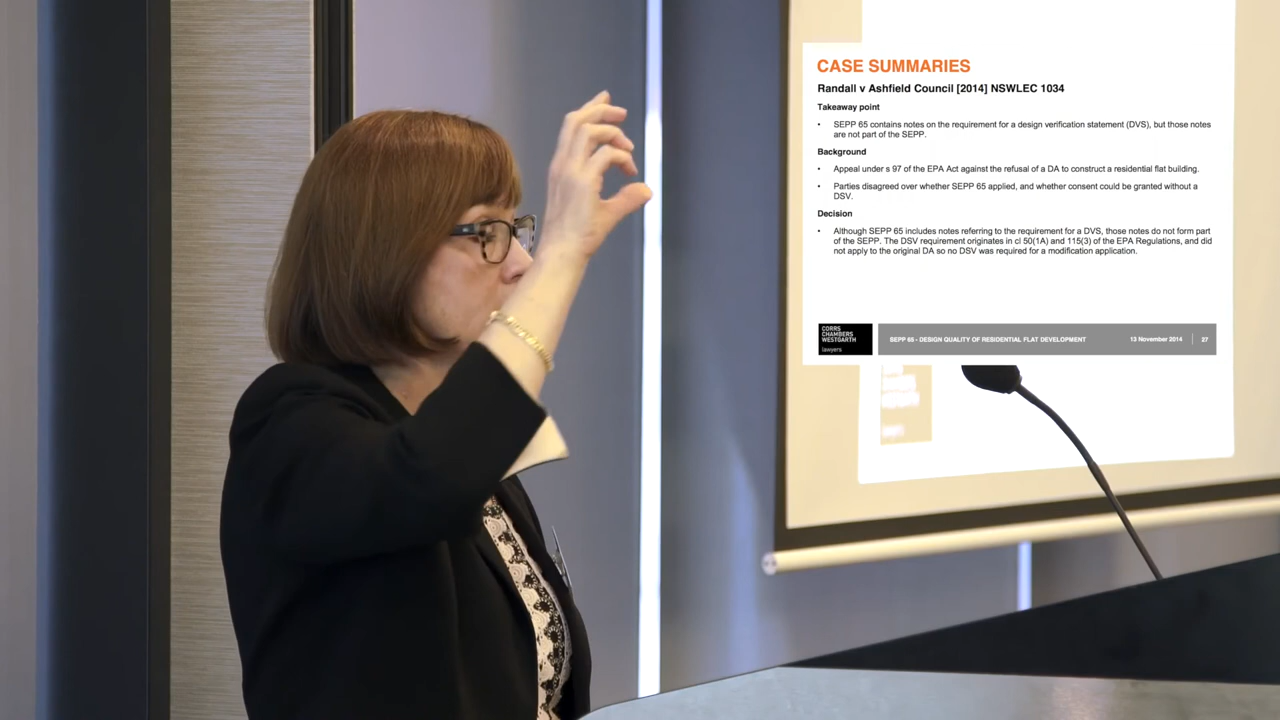 CASE SUMMARIES
Randall v Ashfield Council [2014] NSWLEC 1034
Takeaway point
• SEPP 65 contains notes on the requirement for a design verification statement (DVS), but those notes
are not part of the SEPP.
Background
• Appeal under s 97 of the EPA Act against the refusal of a DA to construct a residential flat building.
• Parties disagreed over whether SEPP 65 applied, and whether consent could be granted without a
DSV.
Decision
• Although SEPP 65 includes notes referring to the requirement for a DVS, those notes do not form part
of the SEPP. The DSV requirement originates in cl 50(1A) and 115(3) of the EPA Regulations, and did
not apply to the original DA so no DSV was required for a modification application.
CORRS
CHAMBERS
WESTGARTH
lawyers
SEPP 65 - DESIGN QUALITY OF RESIDENTIAL FLAT DEVELOPMENT 13 November 2014 | 27